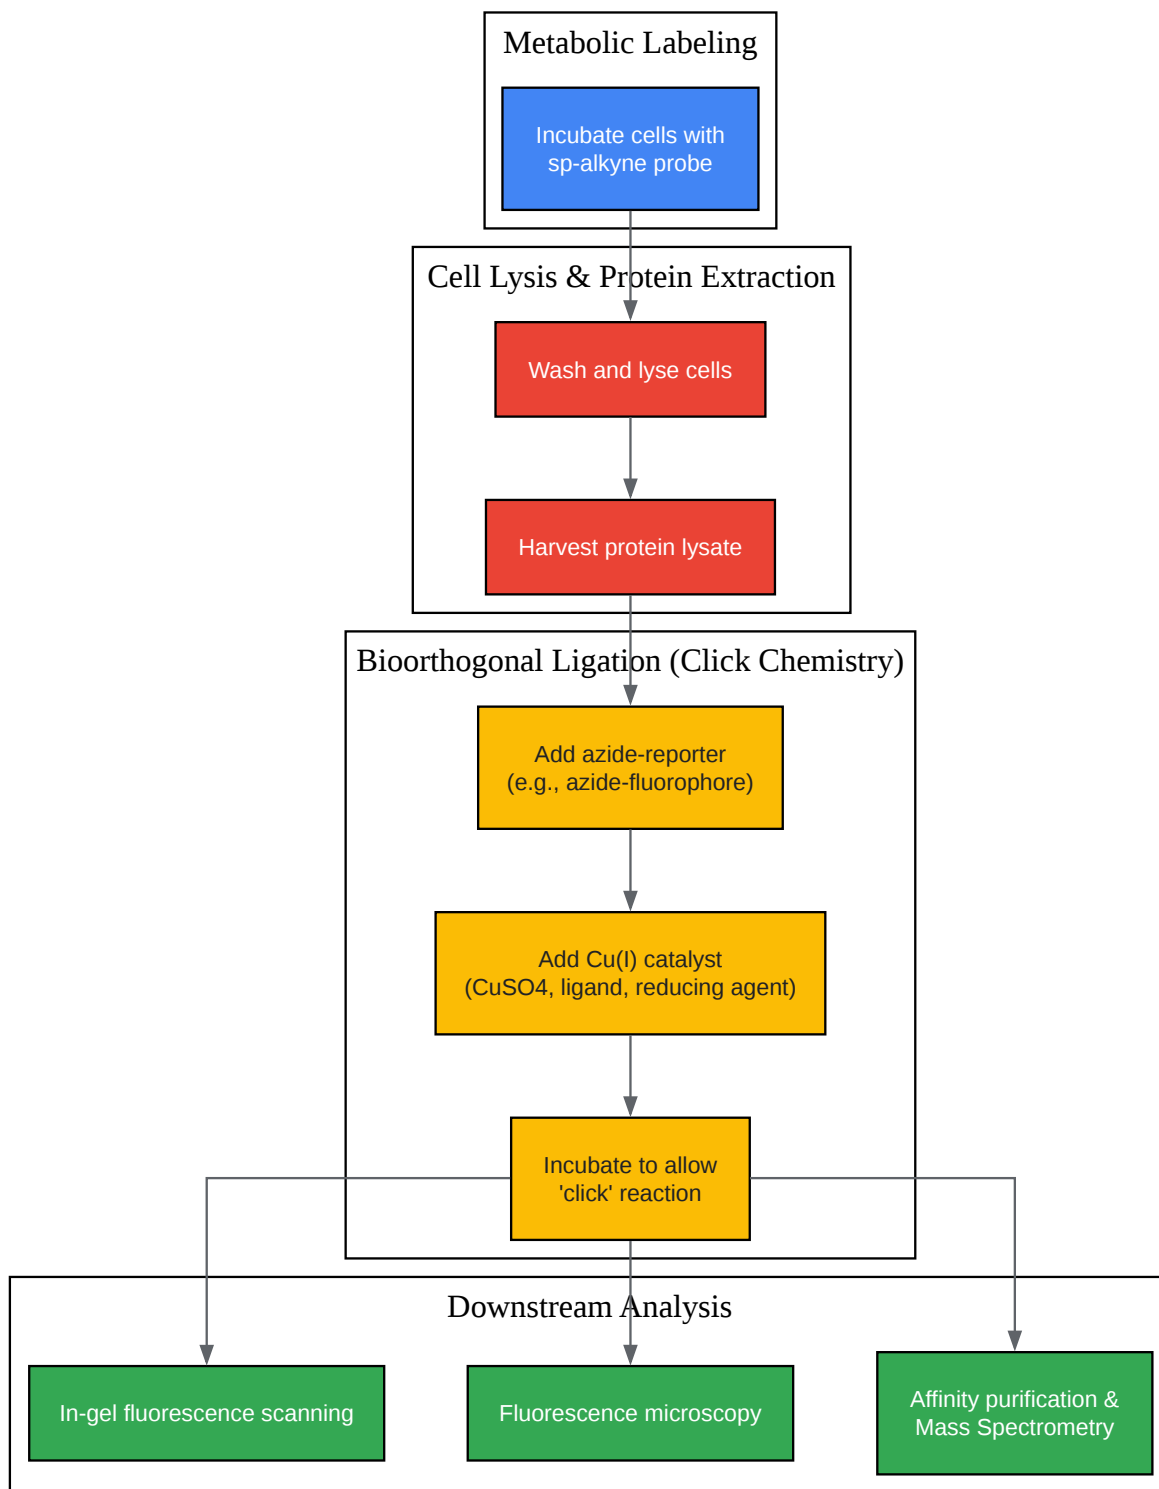 Metabolic Labeling
Incubate cells with
sp-alkyne probe
Cell Lysis & Protein Extraction
Wash and lyse cells
Harvest protein lysate
Bioorthogonal Ligation (Click Chemistry)
Add azide-reporter
(e.g., azide-fluorophore)
Add Cu(I) catalyst
(CuSO4, ligand, reducing agent)
Incubate to allow
'click' reaction
Downstream Analysis
In-gel fluorescence scanning
Fluorescence microscopy
Affinity purification &
Mass Spectrometry